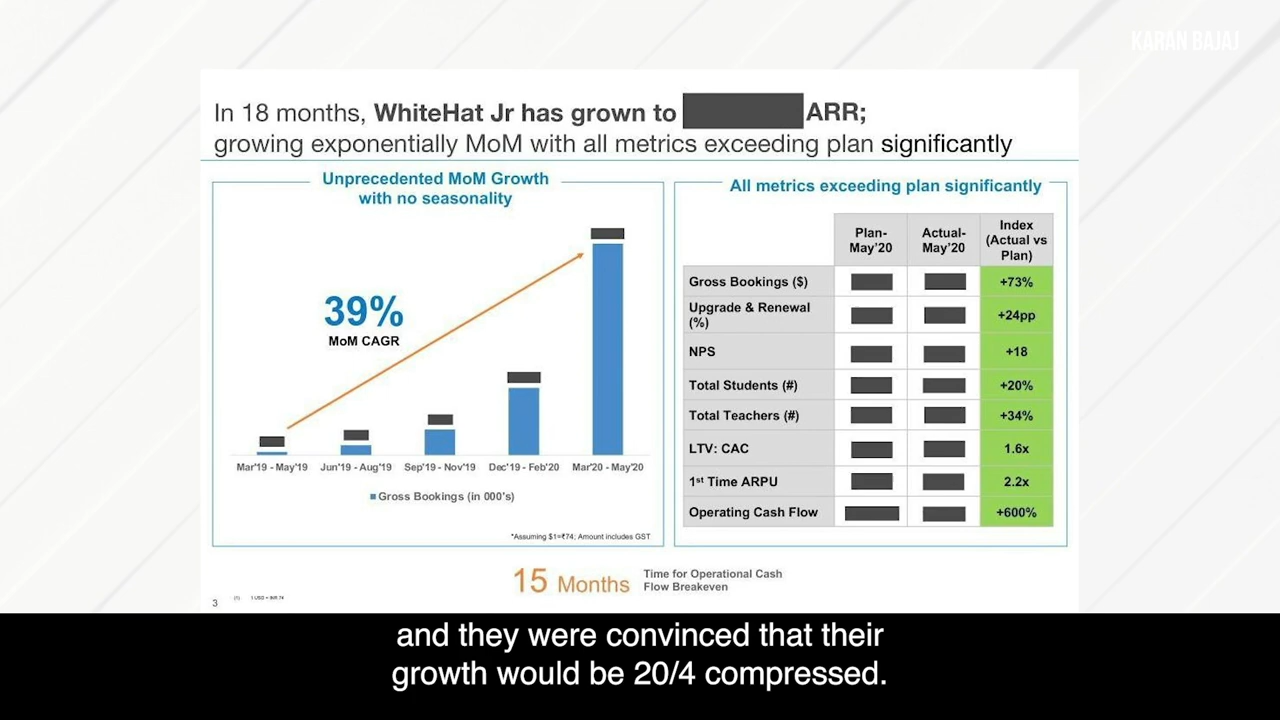 KARAN BAJAJ
In 18 months, WhiteHat Jr has grown to ARR;
growing exponentially MoM with all metrics exceeding plan significantly
Unprecedented MoM Growth
with no seasonality
39%
MoM CAGR
Mar'19 - May'19 Jun'19 - Aug'19 Sep'19 - Nov'19 Dec'19 - Feb'20 Mar'20 - May'20
Gross Bookings (in 000's)
*Assuming $1=₹74; Amount includes GST
All metrics exceeding plan significantly
Plan-
May'20
Actual-
May'20
Index
(Actual vs
Plan)
Gross Bookings ($) +73%
Upgrade & Renewal
(%) +24pp
NPS +18
Total Students (#) +20%
Total Teachers (#) +34%
LTV: CAC 1.6x
1st Time ARPU 2.2x
Operating Cash Flow +600%
15 Months
Time for Operational Cash
Flow Breakeven
3
(1) 1 USD = INR 74
and they were convinced that their
growth would be 20/4 compressed.